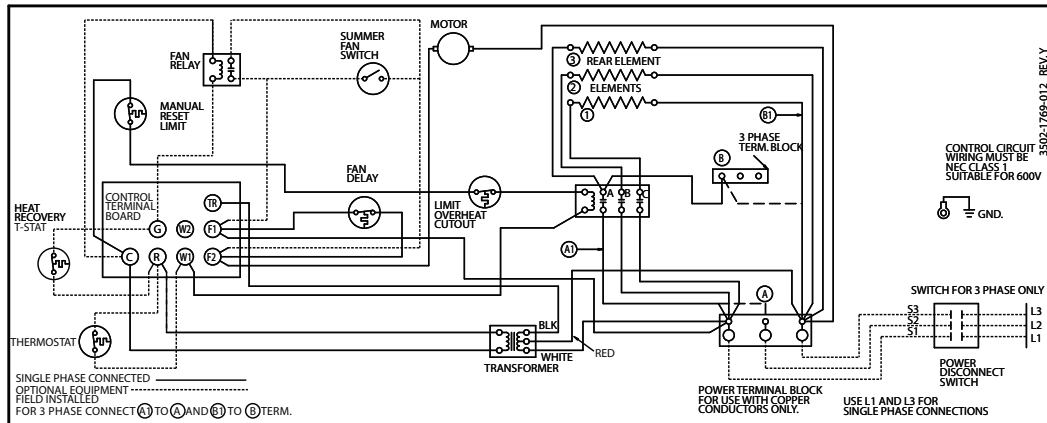 MOTOR
SUMMER
FAN
SWITCH
FAN
RELAY
MANUAL
RESET
LIMIT
3
REAR ELEMENT
2
ELEMENTS
1
B1
3 PHASE
TERM. BLOCK
B
3502-1769-012 REV.Y
CONTROL CIRCUIT
WIRING MUST BE
NEC CLASS 1
SUITABLE FOR 600V
GND.
FAN
DELAY
LIMIT
OVERHEAT
CUTOUT
A B C
HEAT
RECOVERY
T-STAT
CONTROL
TERMINAL
BOARD
TR
G W2 F1
C R W1 F2
A1
A
SWITCH FOR 3 PHASE ONLY
S3 L3
S2 L2
S1 L1
POWER
DISCONNECT
SWITCH
THERMOSTAT
BLK
WHITE
RED
TRANSFORMER
POWER TERMINAL BLOCK
FOR USE WITH COPPER
CONDUCTORS ONLY.
USE L1 AND L3 FOR
SINGLE PHASE CONNECTIONS
SINGLE PHASE CONNECTED
OPTIONAL EQUIPMENT
FIELD INSTALLED
FOR 3 PHASE CONNECT A1 TO A AND B1 TO B TERM.